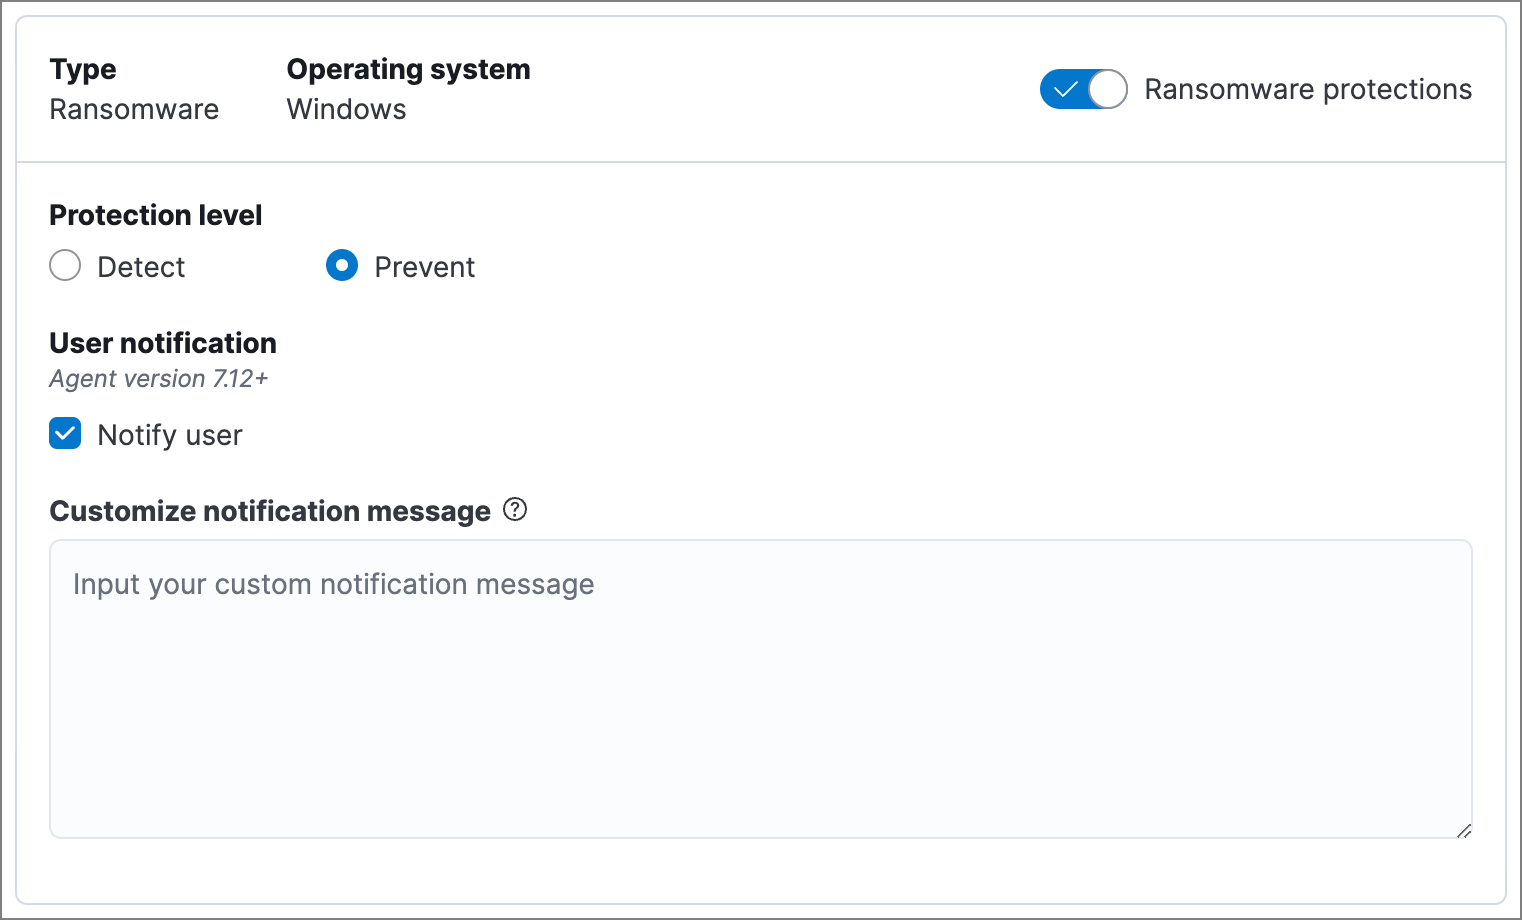 Type
Ransomware
Operating system
Windows
Ransomware protections
Protection level
Detect
Prevent
User notification
Agent version 7.12+
Notify user
Customize notification message
Input your custom notification message